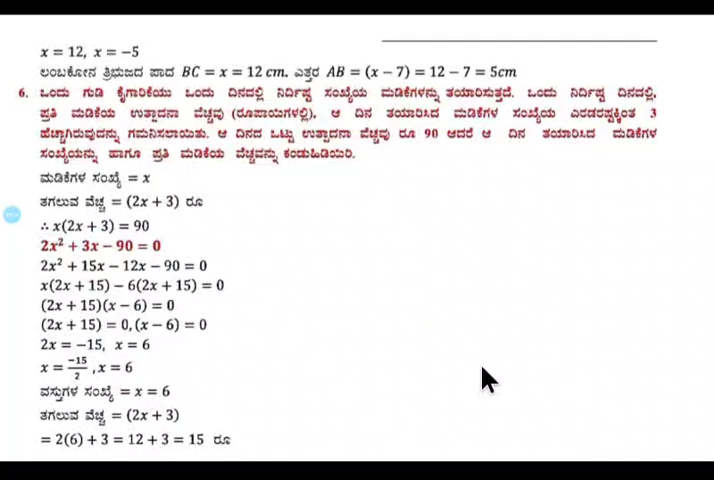 x = 12, x = −5
ಲಂಬಕೋನ ತ್ರಿಭುಜದ ಪಾದ BC = x = 12 cm. ಎತ್ತರ AB = (x − 7) = 12 − 7 = 5cm
6. ಒಂದು ಗುಡಿ ಕೈಗಾರಿಕೆಯು ಒಂದು ದಿನದಲ್ಲಿ ನಿರ್ದಿಷ್ಟ ಸಂಖ್ಯೆಯ ಮಡಿಕೆಗಳನ್ನು ತಯಾರಿಸುತ್ತದೆ. ಒಂದು ನಿರ್ದಿಷ್ಟ ದಿನದಲ್ಲಿ,
ಪ್ರತಿ ಮಡಿಕೆಯ ಉತ್ಪಾದನಾ ವೆಚ್ಚವು (ರೂಪಾಯಿಗಳಲ್ಲಿ), ಆ ದಿನ ತಯಾರಿಸಿದ ಮಡಿಕೆಗಳ ಸಂಖ್ಯೆಯ ಎರಡರಷ್ಟಕ್ಕಿಂತ 3
ಹೆಚ್ಚಾಗಿರುವುದನ್ನು ಗಮನಿಸಲಾಯಿತು. ಆ ದಿನದ ಒಟ್ಟು ಉತ್ಪಾದನಾ ವೆಚ್ಚವು ರೂ 90 ಆದರೆ ಆ ದಿನ ತಯಾರಿಸಿದ ಮಡಿಕೆಗಳ
ಸಂಖ್ಯೆಯನ್ನು ಹಾಗೂ ಪ್ರತಿ ಮಡಿಕೆಯ ವೆಚ್ಚವನ್ನು ಕಂಡುಹಿಡಿಯಿರಿ.
ಮಡಿಕೆಗಳ ಸಂಖ್ಯೆ = x
ತಗಲುವ ವೆಚ್ಚ = (2x + 3) ರೂ
∴ x(2x + 3) = 90
2x² + 3x − 90 = 0
2x² + 15x − 12x − 90 = 0
x(2x + 15) − 6(2x + 15) = 0
(2x + 15)(x − 6) = 0
(2x + 15) = 0, (x − 6) = 0
2x = −15, x = 6
x = −15/2 , x = 6
ವಸ್ತುಗಳ ಸಂಖ್ಯೆ = x = 6
ತಗಲುವ ವೆಚ್ಚ = (2x + 3)
= 2(6) + 3 = 12 + 3 = 15 ರೂ